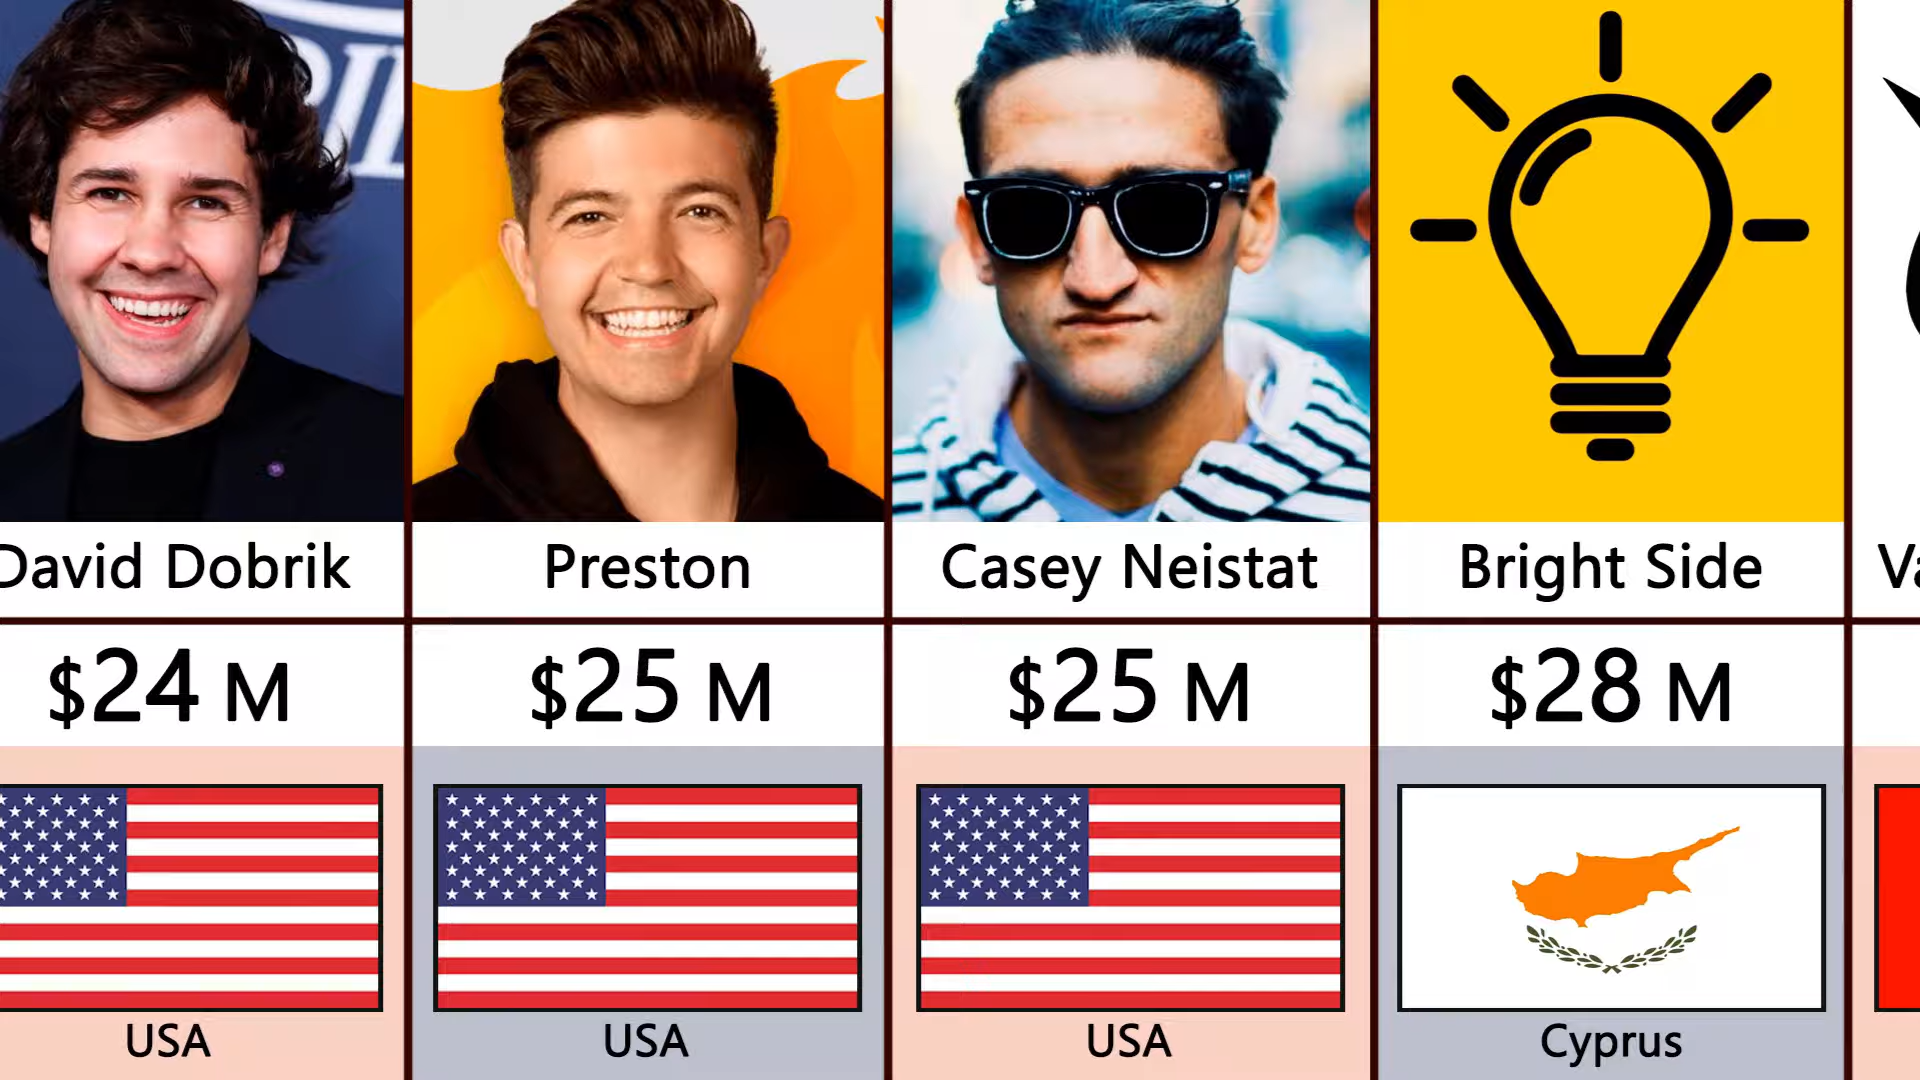 David Dobrik
Preston
Casey Neistat
Bright Side
$24 M
$25 M
$25 M
$28 M
USA
USA
USA
Cyprus